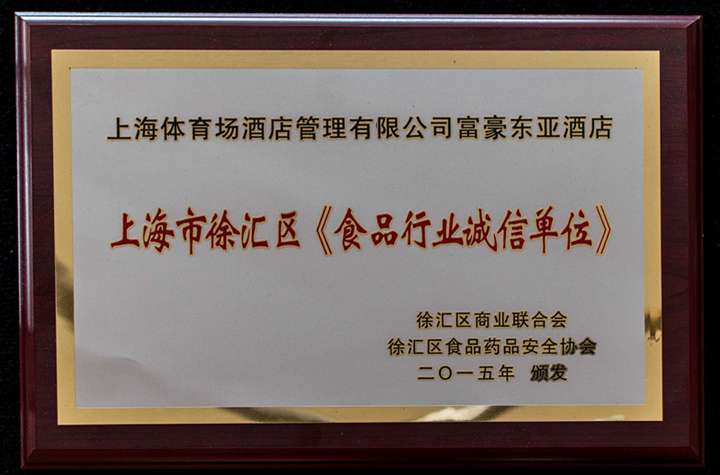 上海体育场酒店管理有限公司富豪东亚酒店
上海市徐汇区《食品行业诚信单位》
徐汇区商业联合会
徐汇区食品药品安全协会
二〇一五年 颁发